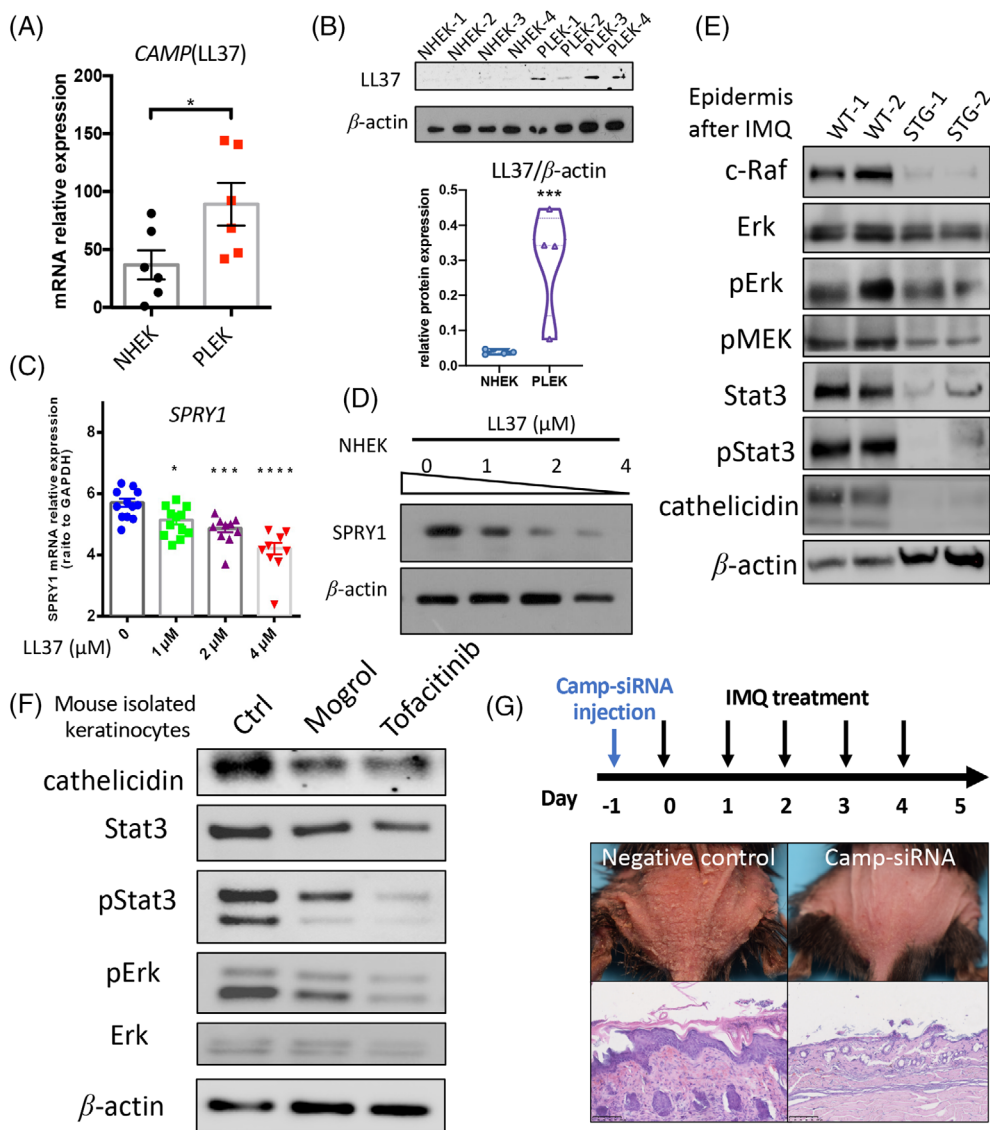 (A)
CAMP(LL37)
mRNA relative expression
200
150
100
50
0
*
NHEK
PLEK
(B)
NHEK-1
NHEK-2
NHEK-3
NHEK-4
PLEK-1
PLEK-2
PLEK-3
PLEK-4
LL37
β-actin
LL37/β-actin
relative protein expression
0.5
0.4
0.3
0.2
0.1
0.0
***
NHEK
PLEK
(C)
SPRY1
SPRY1 mRNA relative expression
(raito to GAPDH)
8
6
4
2
*
***
****
LL37 (μM)
0
1 μM
2 μM
4 μM
(D)
LL37 (μM)
NHEK
0 1 2 4
SPRY1
β-actin
(E)
Epidermis
after IMQ
WT-1
WT-2
STG-1
STG-2
c-Raf
Erk
pErk
pMEK
Stat3
pStat3
cathelicidin
β-actin
(F)
Mouse isolated
keratinocytes
Ctrl
Mogrol
Tofacitinib
cathelicidin
Stat3
pStat3
pErk
Erk
β-actin
(G)
Camp-siRNA
injection
IMQ treatment
Day -1 0 1 2 3 4 5
Negative control
Camp-siRNA